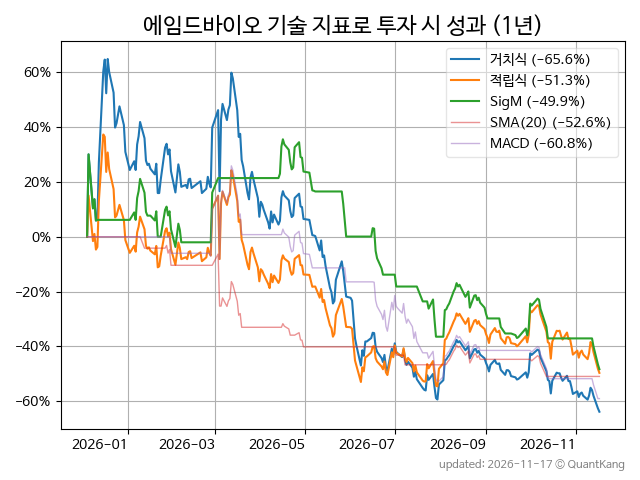 에임드바이오 기술 지표로 투자 시 성과 (1년)
거치식 (−65.6%)
적립식 (−51.3%)
SigM (−49.9%)
SMA(20) (−52.6%)
MACD (−60.8%)
60%
40%
20%
0%
−20%
−40%
−60%
2026-01
2026-03
2026-05
2026-07
2026-09
2026-11
updated: 2026-11-17 © QuantKang